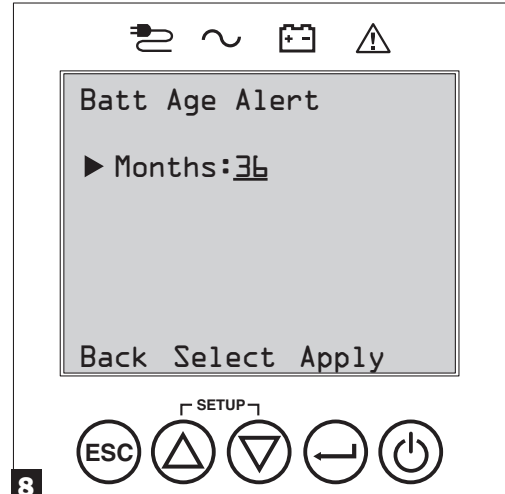 Batt Age Alert
▶ Months:36
Back Select Apply
SETUP
ESC
8